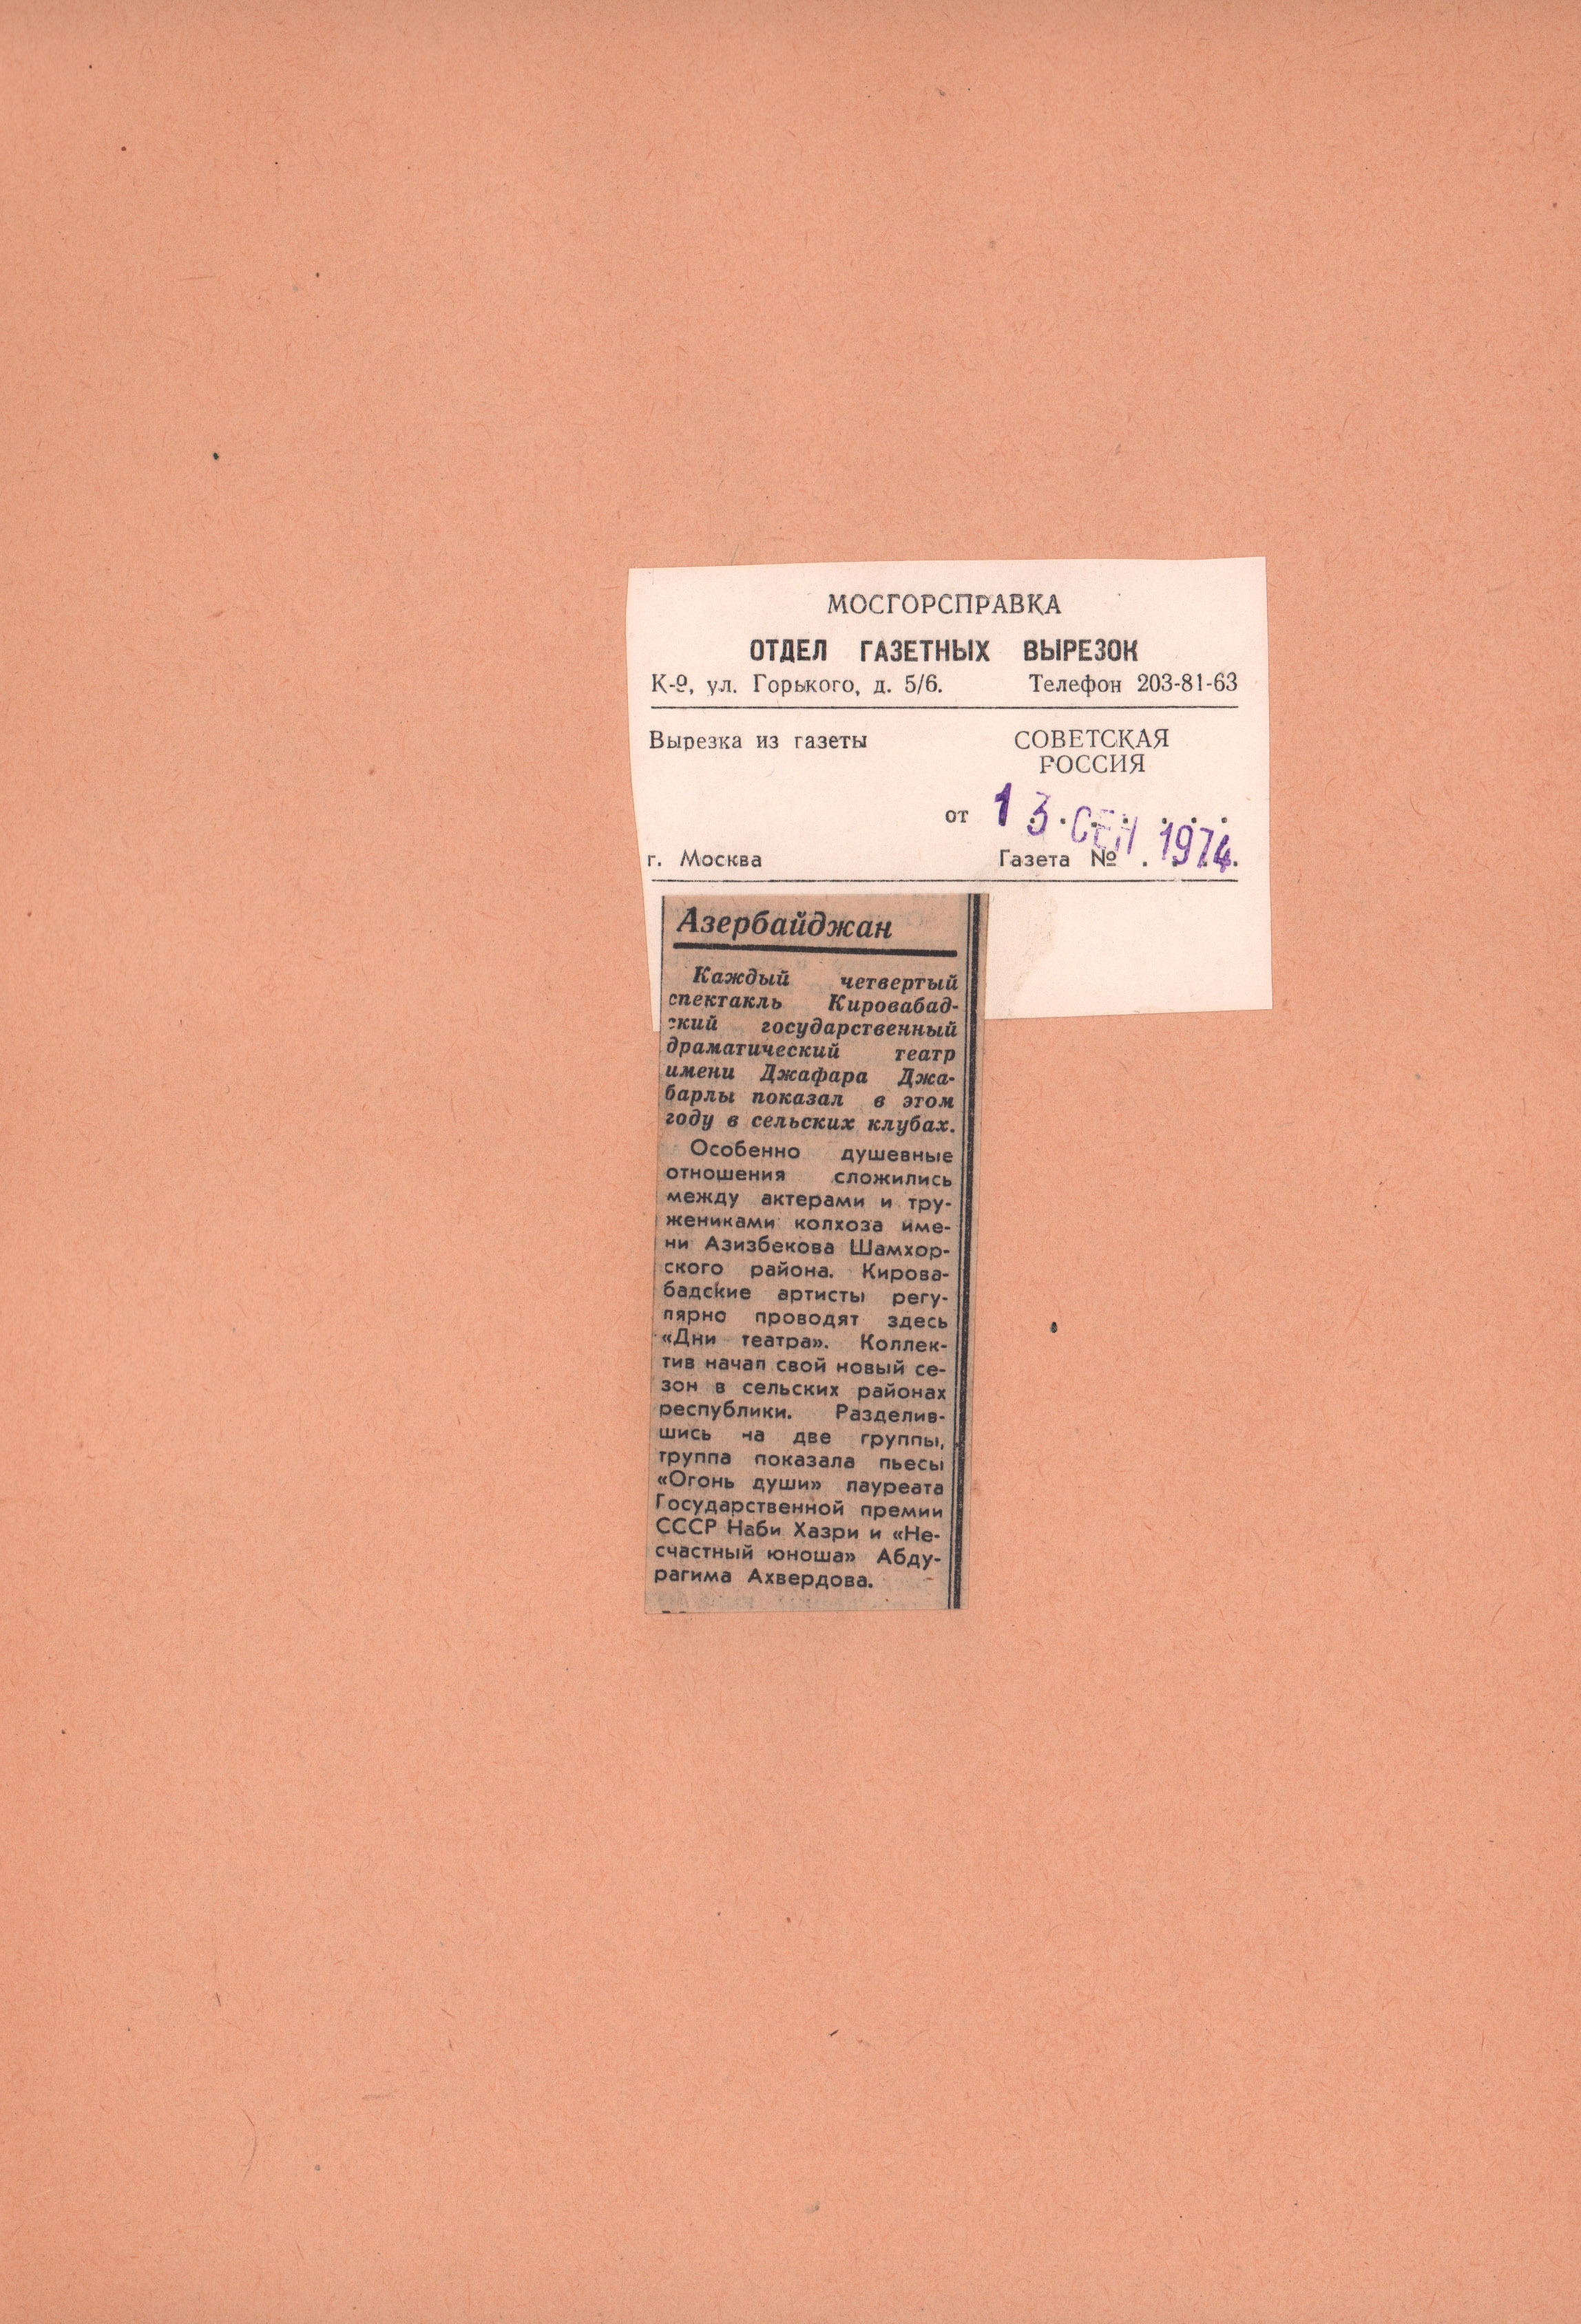 МОСГОРСПРАВКА
ОТДЕЛ ГАЗЕТНЫХ ВЫРЕЗОК
К-9, ул. Горького, д. 5/6. Телефон 203-81-63
Вырезка из газеты СОВЕТСКАЯ
РОССИЯ
от 13 СЕН 1974
г. Москва Газета № . .
Азербайджан
Каждый четвертый
спектакль Кировабад-
ский государственный
драматический театр
имени Джафара Джа-
барлы показал в этом
году в сельских клубах.
Особенно душевные
отношения сложились
между актерами и тру-
жениками колхоза име-
ни Азизбекова Шамхор-
ского района. Кирова-
бадские артисты регу-
лярно проводят здесь
«Дни театра». Коллек-
тив начал свой новый се-
зон в сельских районах
республики. Разделив-
шись на две группы,
труппа показала пьесы
«Огонь души» лауреата
Государственной премии
СССР Наби Хазри и «Не-
счастный юноша» Абду-
рагима Ахвердова.